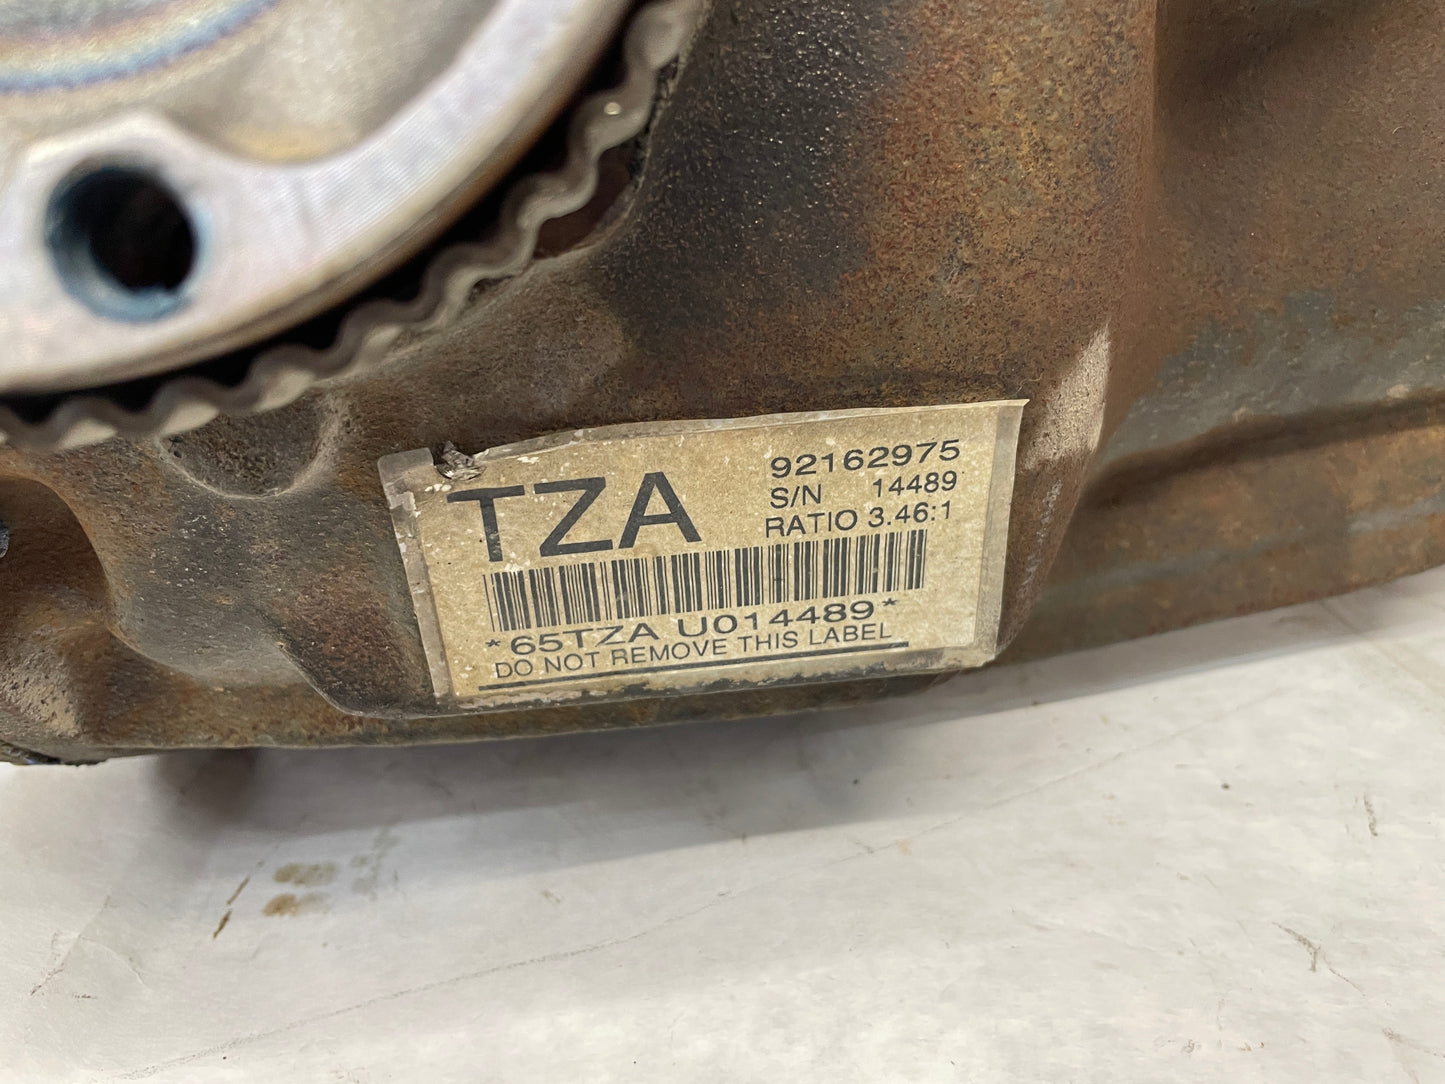 TZA
92162975
S/N 14489
RATIO 3.46:1
*65TZA U014489*
DO NOT REMOVE THIS LABEL